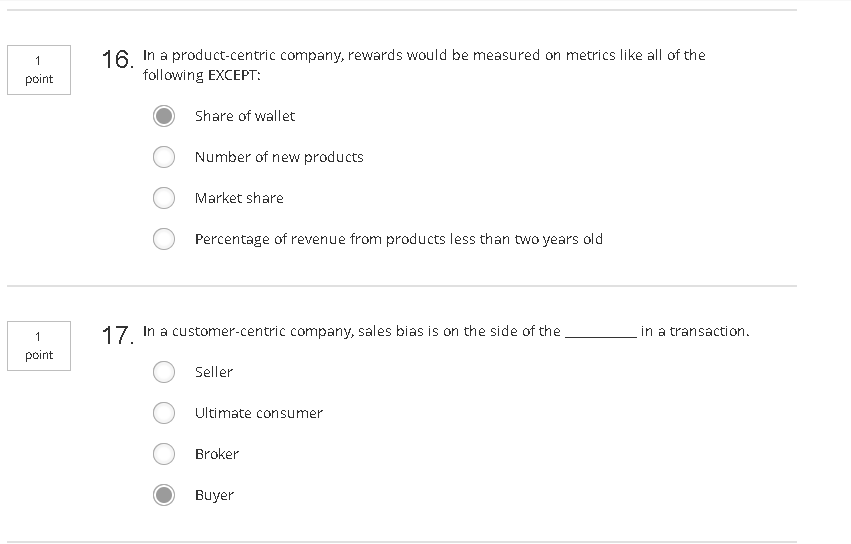 1
point
16. In a product-centric company, rewards would be measured on metrics like all of the
following EXCEPT:
Share of wallet
Number of new products
Market share
Percentage of revenue from products less than two years old
1
point
17. In a customer-centric company, sales bias is on the side of the _________ in a transaction.
Seller
Ultimate consumer
Broker
Buyer